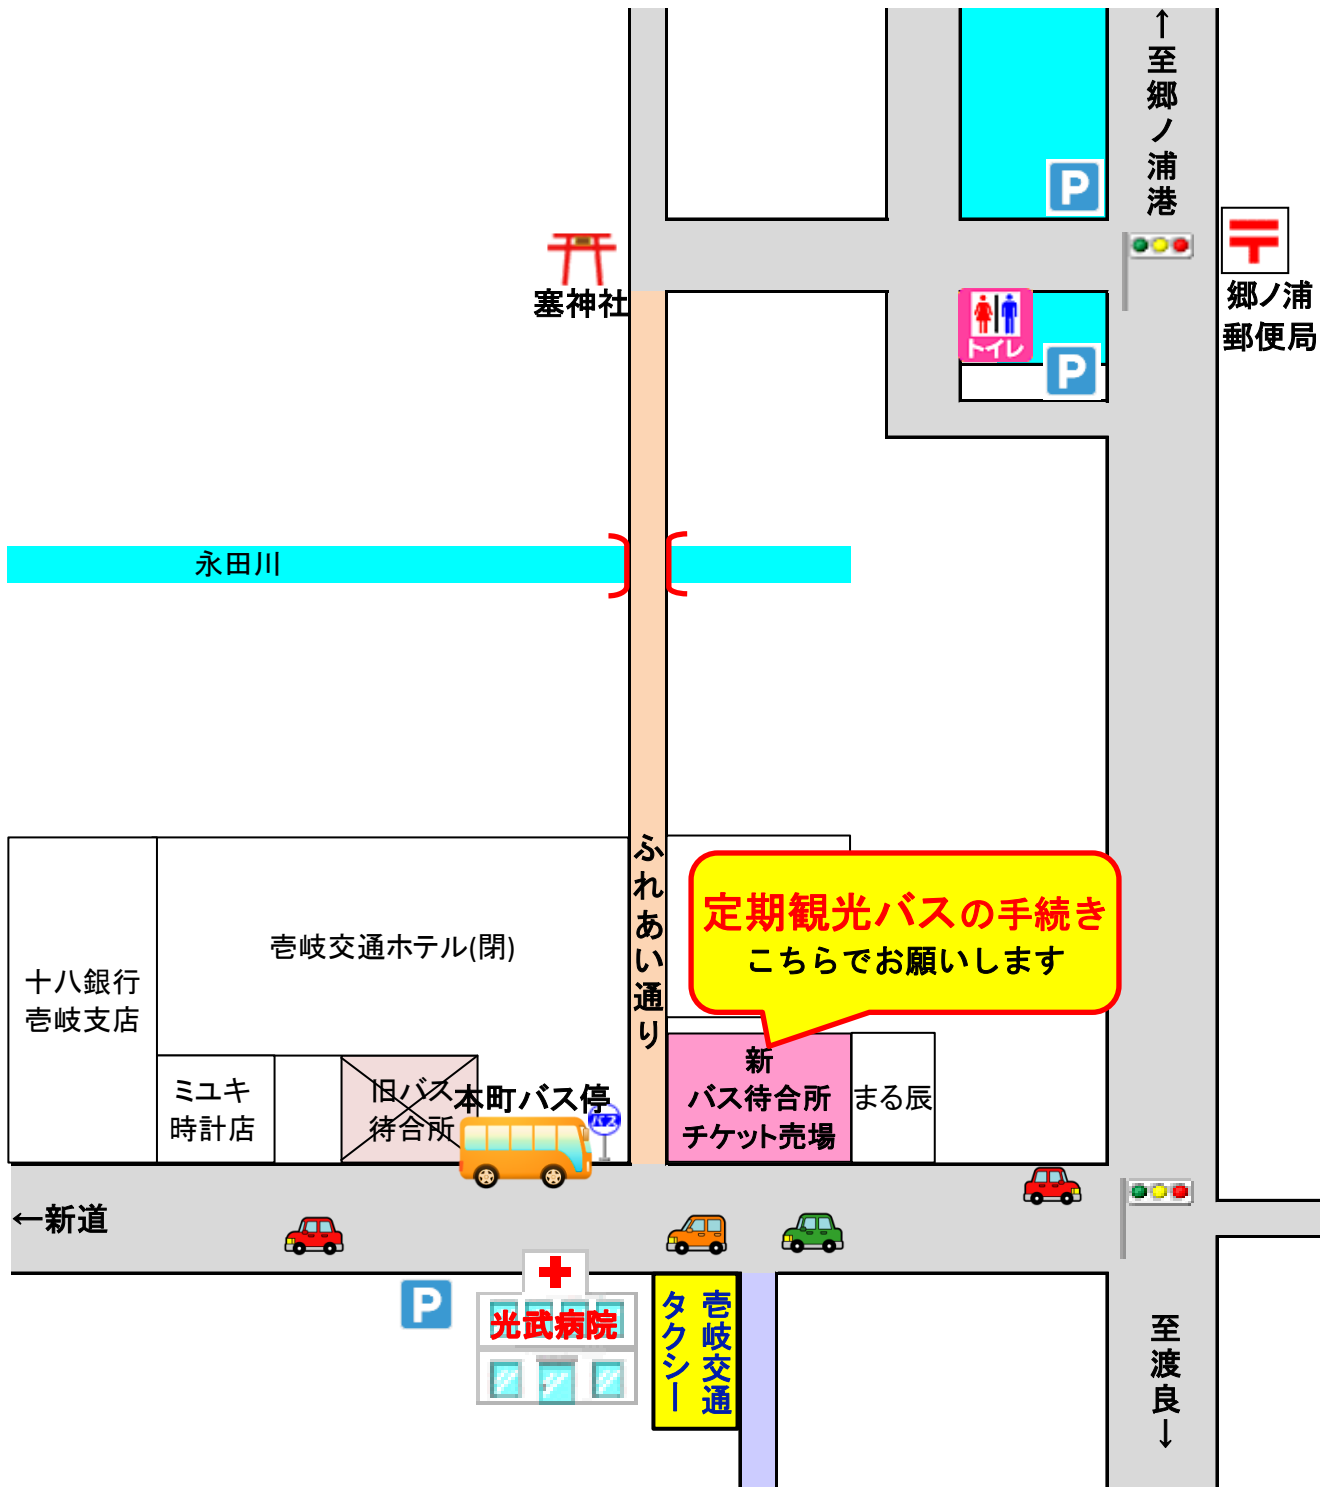 ↑至郷ノ浦港
P
塞神社
郷ノ浦
郵便局
トイレ
P
永田川
ふれあい通り
定期観光バスの手続き
こちらでお願いします
壱岐交通ホテル(閉)
十八銀行
壱岐支店
ミユキ
時計店
旧バス
待合所
本町バス停
バス
新
バス待合所
チケット売場
まる辰
←新道
P
光武病院
壱岐交通
タクシー
至渡良↓